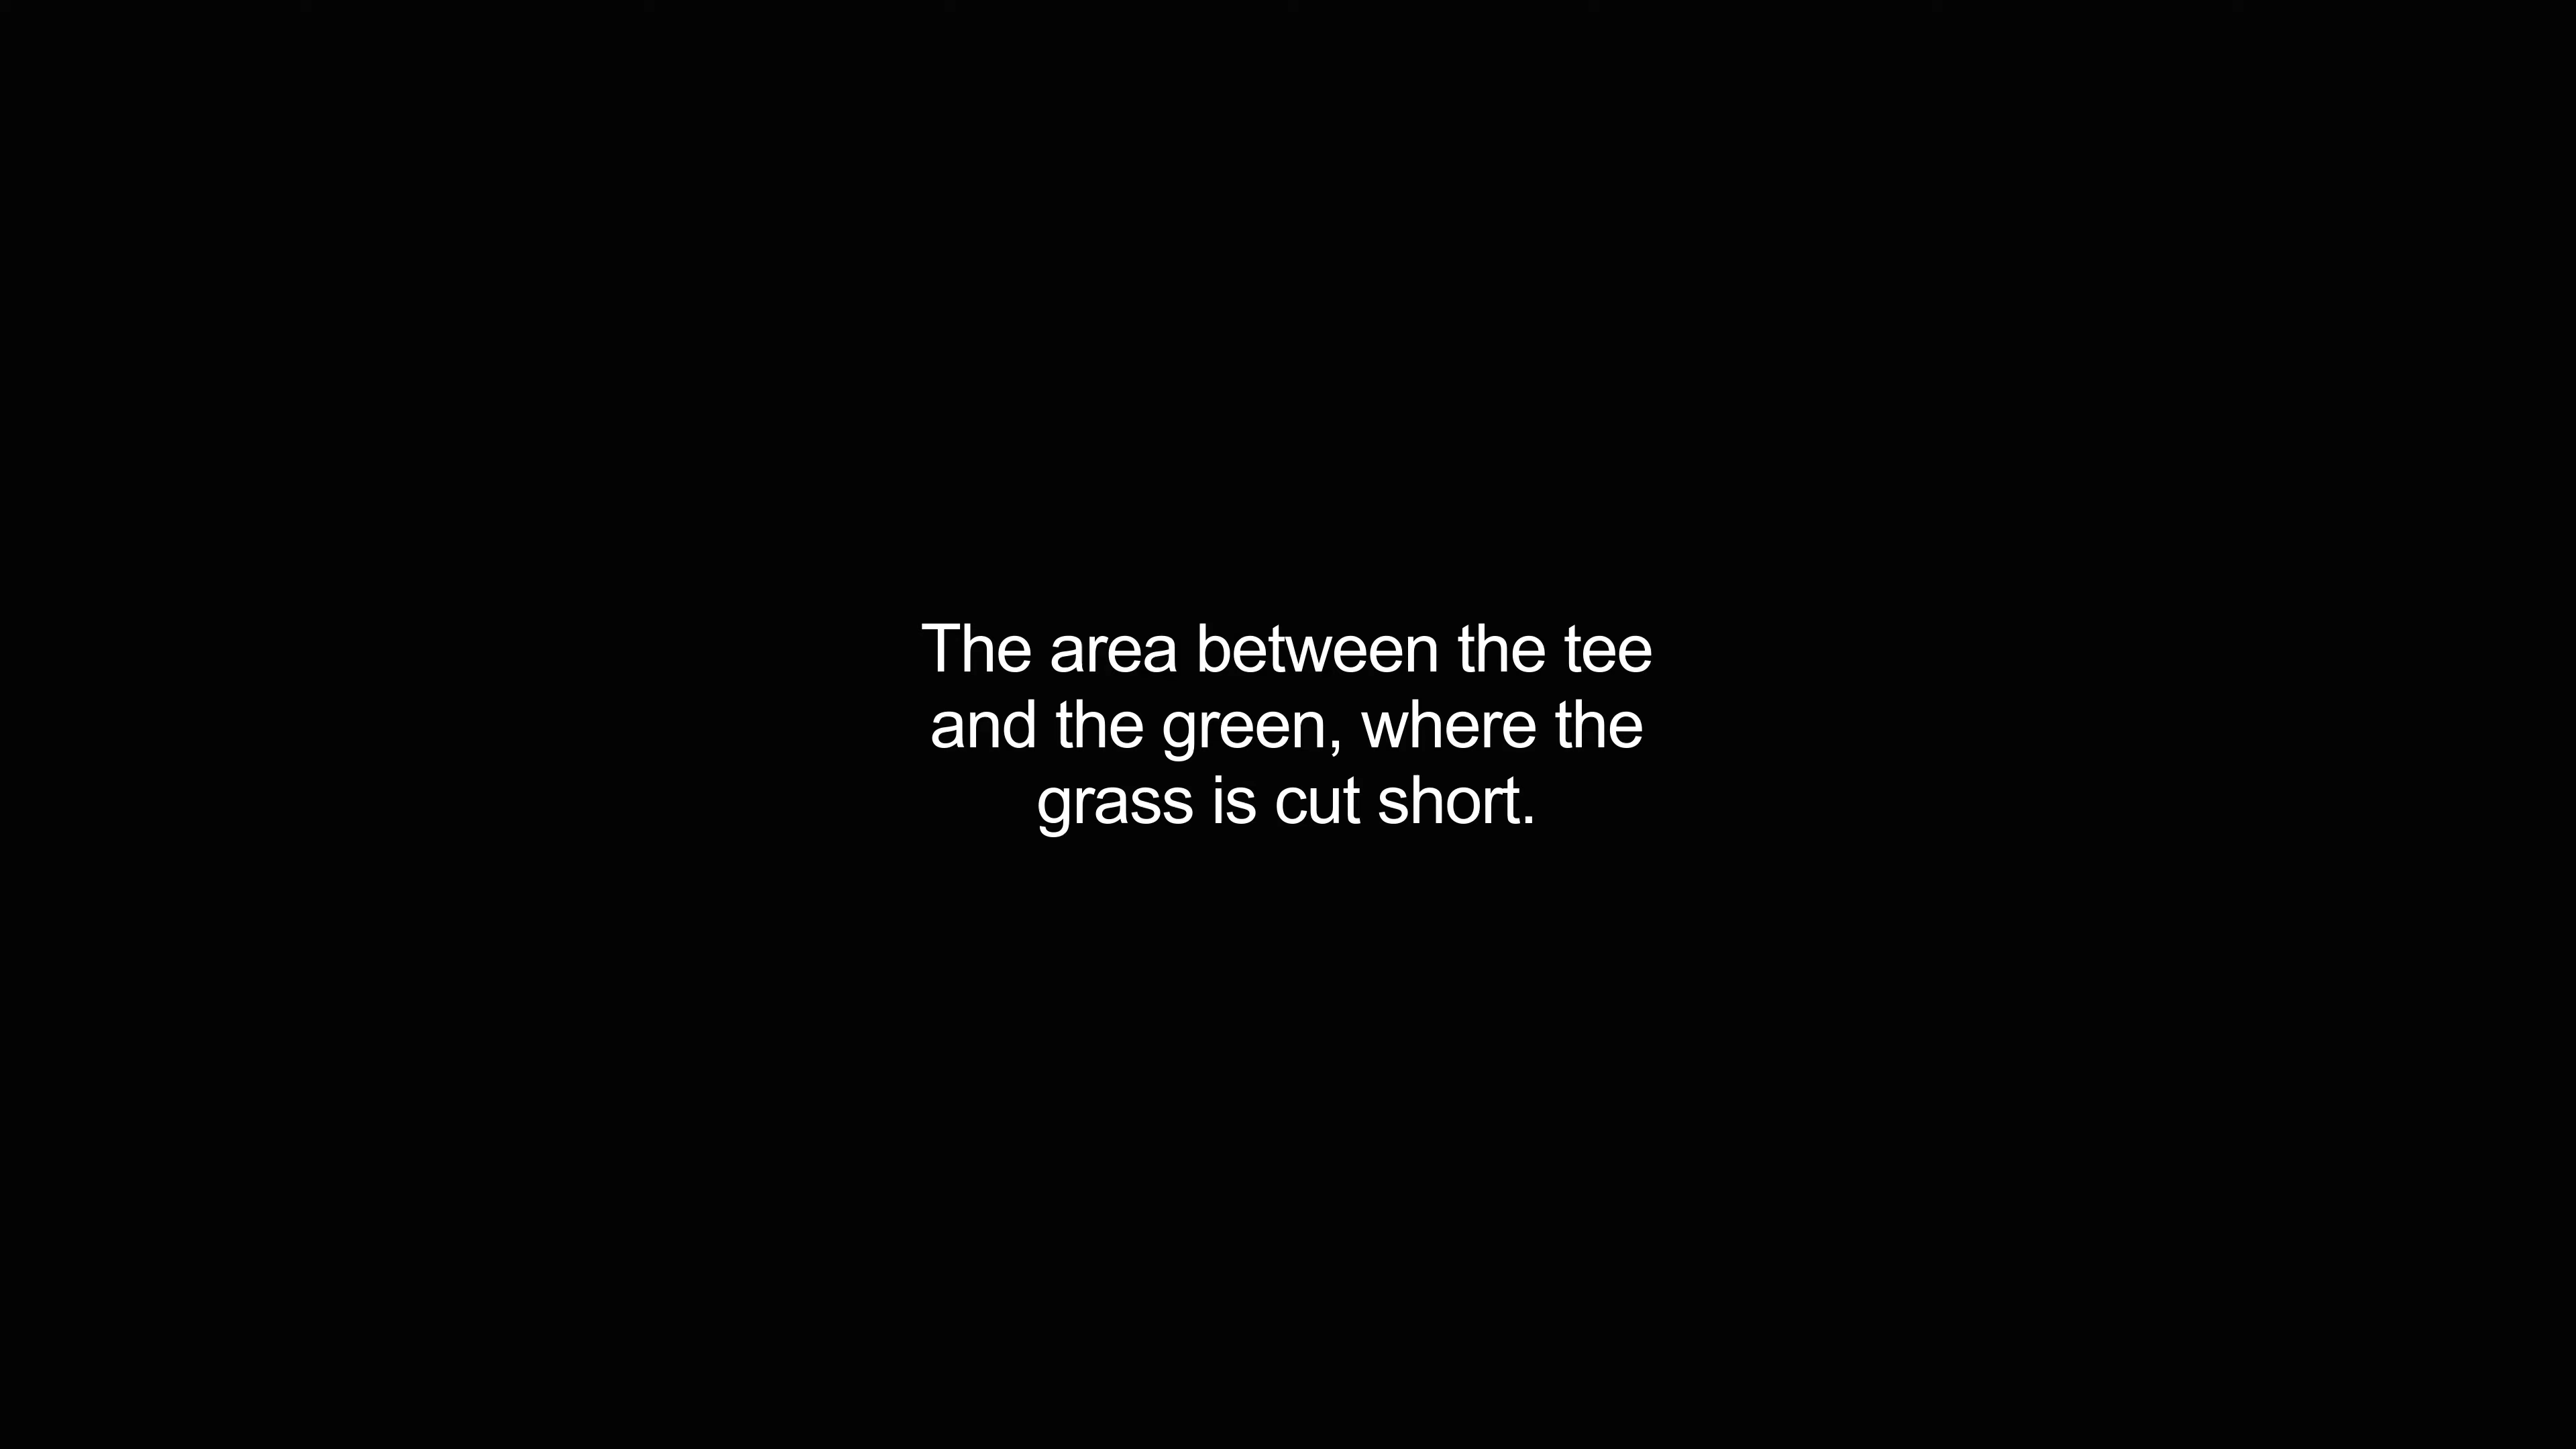 The area between the tee
and the green, where the
grass is cut short.